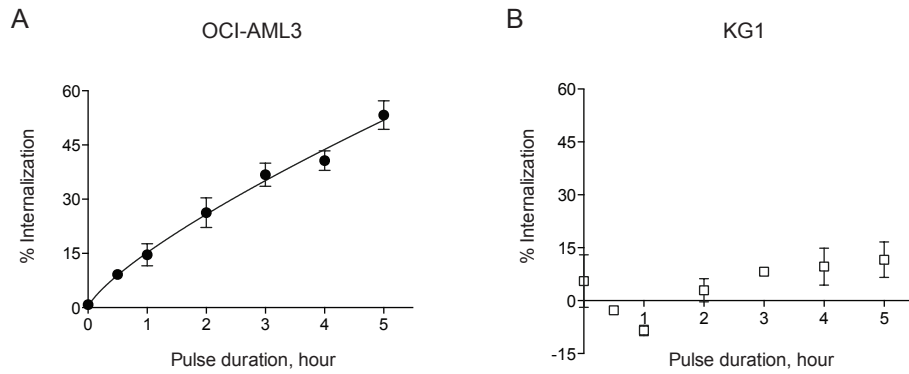 A
OCI-AML3
% Internalization
60
45
30
15
0
0 1 2 3 4 5
Pulse duration, hour
B
KG1
% Internalization
60
45
30
15
0
-15
1 2 3 4 5
Pulse duration, hour